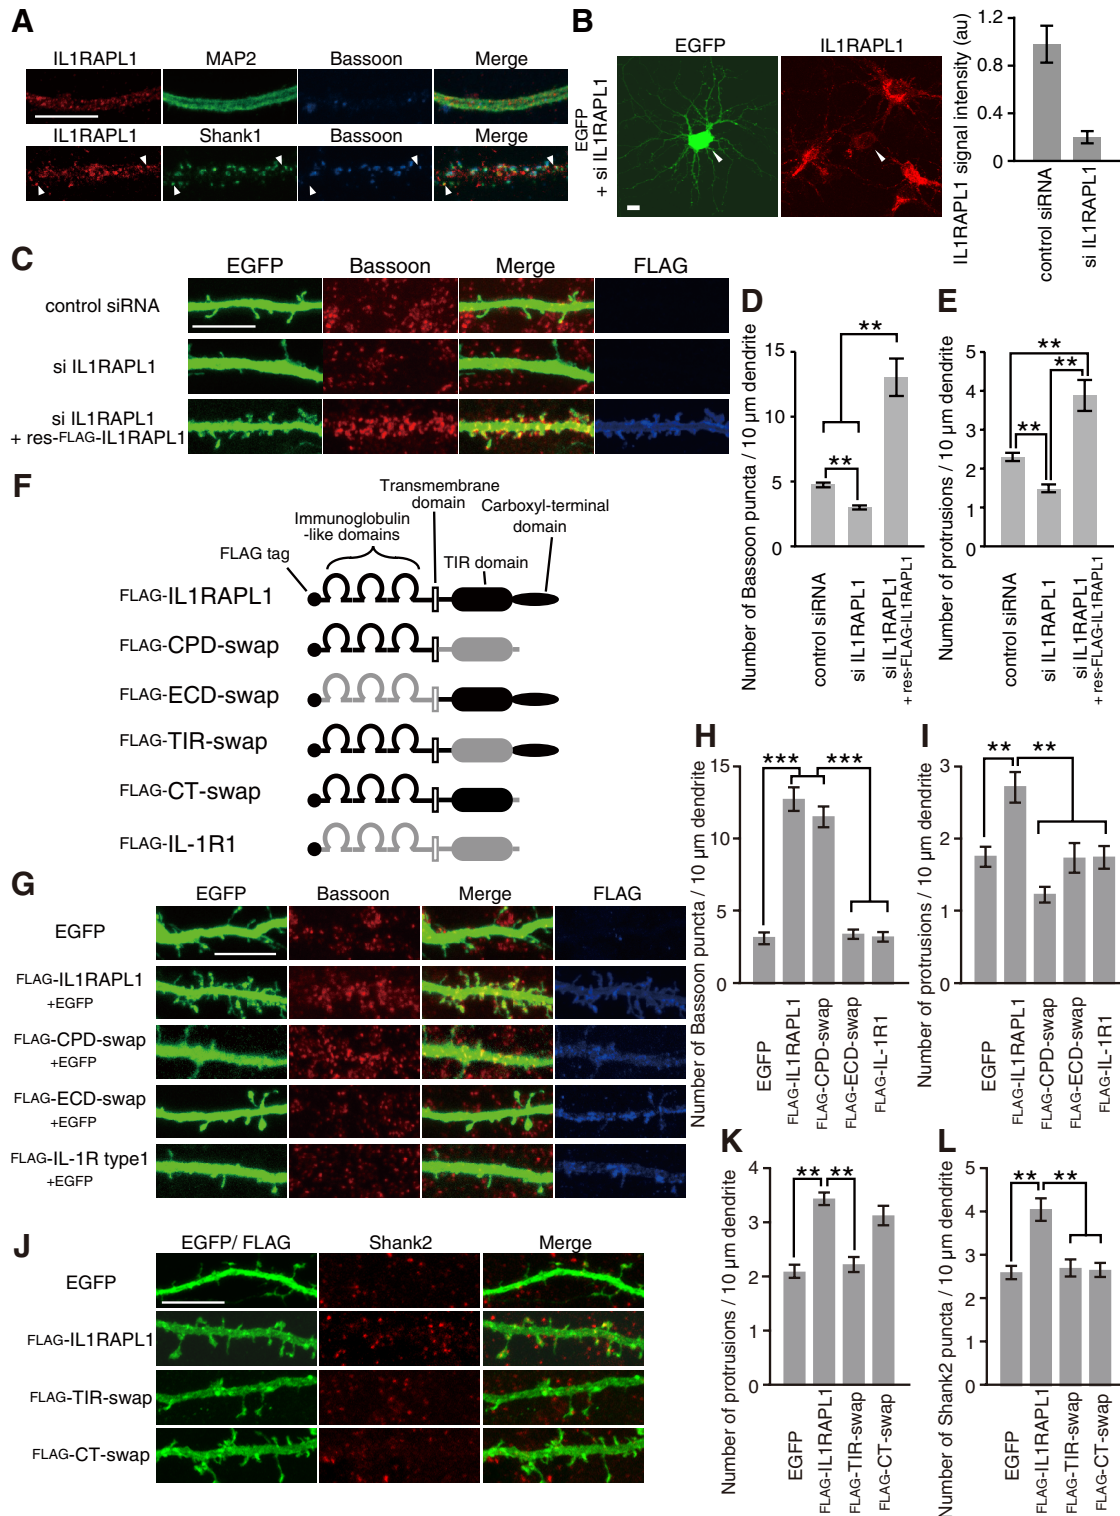 A
IL1RAPL1 MAP2 Bassoon Merge
IL1RAPL1 Shank1 Bassoon Merge
B
EGFP IL1RAPL1
EGFP
+ si IL1RAPL1
IL1RAPL1 signal intensity (au)
1.2
0.8
0.4
0
control siRNA
si IL1RAPL1
C
EGFP Bassoon Merge FLAG
control siRNA
si IL1RAPL1
si IL1RAPL1
+ res-FLAG-IL1RAPL1
D
Number of Bassoon puncta / 10 μm dendrite
15
10
5
0
**
**
control siRNA
si IL1RAPL1
si IL1RAPL1
+ res-FLAG-IL1RAPL1
E
Number of protrusions / 10 μm dendrite
5
4
3
2
1
0
**
**
**
control siRNA
si IL1RAPL1
si IL1RAPL1
+ res-FLAG-IL1RAPL1
F
FLAG tag
Immunoglobulin
-like domains
Transmembrane
domain
TIR domain
Carboxyl-terminal
domain
FLAG-IL1RAPL1
FLAG-CPD-swap
FLAG-ECD-swap
FLAG-TIR-swap
FLAG-CT-swap
FLAG-IL-1R1
G
EGFP Bassoon Merge FLAG
EGFP
FLAG-IL1RAPL1
+EGFP
FLAG-CPD-swap
+EGFP
FLAG-ECD-swap
+EGFP
FLAG-IL-1R type1
+EGFP
H
Number of Bassoon puncta / 10 μm dendrite
15
10
5
0
*** ***
EGFP
FLAG-IL1RAPL1
FLAG-CPD-swap
FLAG-ECD-swap
FLAG-IL-1R1
I
Number of protrusions / 10 μm dendrite
3
2
1
0
** **
EGFP
FLAG-IL1RAPL1
FLAG-CPD-swap
FLAG-ECD-swap
FLAG-IL-1R1
J
EGFP/ FLAG Shank2 Merge
EGFP
FLAG-IL1RAPL1
FLAG-TIR-swap
FLAG-CT-swap
K
Number of protrusions / 10 μm dendrite
4
3
2
1
0
** **
EGFP
FLAG-IL1RAPL1
FLAG-TIR-swap
FLAG-CT-swap
L
Number of Shank2 puncta / 10 μm dendrite
5
4
3
2
1
0
** **
EGFP
FLAG-IL1RAPL1
FLAG-TIR-swap
FLAG-CT-swap